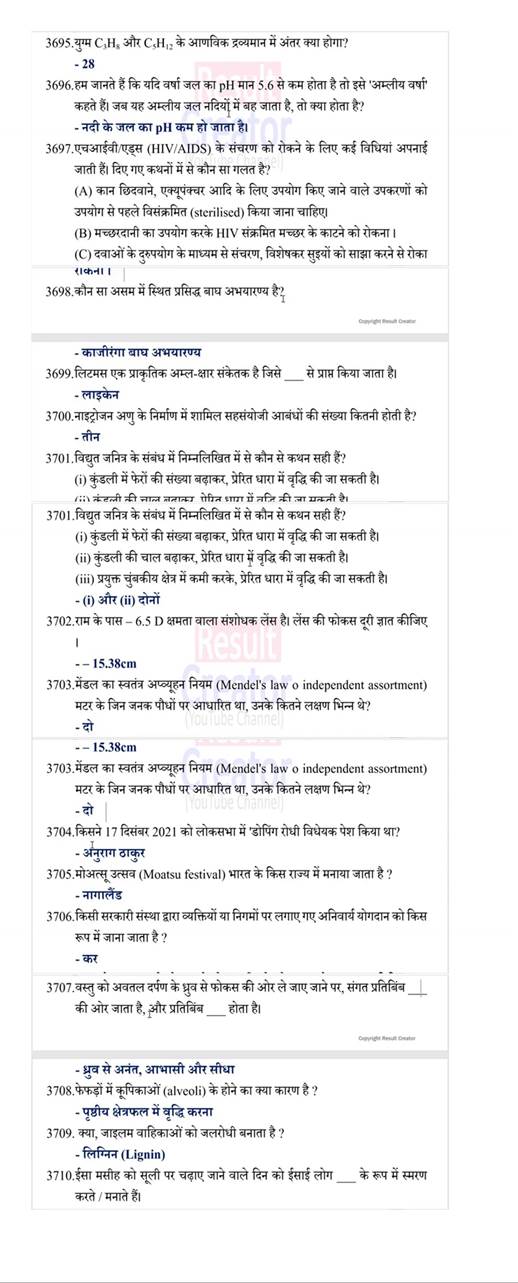 3695.युग्म C₃H₈ और C₅H₁₂ के आणविक द्रव्यमान में अंतर क्या होगा?
- 28
3696.हम जानते हैं कि यदि वर्षा जल का pH मान 5.6 से कम होता है तो इसे 'अम्लीय वर्षा'
कहते हैं। जब यह अम्लीय जल नदियों में बह जाता है, तो क्या होता है?
- नदी के जल का pH कम हो जाता है।
3697.एचआईवी/एड्स (HIV/AIDS) के संचरण को रोकने के लिए कई विधियां अपनाई
जाती हैं। दिए गए कथनों में से कौन सा गलत है?
(A) कान छिदवाने, एक्यूपंक्चर आदि के लिए उपयोग किए जाने वाले उपकरणों को
उपयोग से पहले विसंक्रमित (sterilised) किया जाना चाहिए।
(B) मच्छरदानी का उपयोग करके HIV संक्रमित मच्छर के काटने को रोकना।
(C) दवाओं के दुरुपयोग के माध्यम से संचरण, विशेषकर सुइयों को साझा करने से रोका
राकना।
3698.कौन सा असम में स्थित प्रसिद्ध बाघ अभयारण्य है?
Copyright Result Creator
- काजीरंगा बाघ अभयारण्य
3699.लिटमस एक प्राकृतिक अम्ल-क्षार संकेतक है जिसे ___ से प्राप्त किया जाता है।
- लाइकेन
3700.नाइट्रोजन अणु के निर्माण में शामिल सहसंयोजी आबंधों की संख्या कितनी होती है?
- तीन
3701.विद्युत जनित्र के संबंध में निम्नलिखित में से कौन से कथन सही हैं?
(i) कुंडली में फेरों की संख्या बढ़ाकर, प्रेरित धारा में वृद्धि की जा सकती है।
(ii) कुंडली की चाल बढ़ाकर, प्रेरित धारा में वृद्धि की जा सकती है।
3701.विद्युत जनित्र के संबंध में निम्नलिखित में से कौन से कथन सही हैं?
(i) कुंडली में फेरों की संख्या बढ़ाकर, प्रेरित धारा में वृद्धि की जा सकती है।
(ii) कुंडली की चाल बढ़ाकर, प्रेरित धारा में वृद्धि की जा सकती है।
(iii) प्रयुक्त चुंबकीय क्षेत्र में कमी करके, प्रेरित धारा में वृद्धि की जा सकती है।
- (i) और (ii) दोनों
3702.राम के पास – 6.5 D क्षमता वाला संशोधक लेंस है। लेंस की फोकस दूरी ज्ञात कीजिए
।
- – 15.38cm
3703.मेंडल का स्वतंत्र अपव्यूहन नियम (Mendel's law o independent assortment)
मटर के जिन जनक पौधों पर आधारित था, उनके कितने लक्षण भिन्न थे?
- दो
- – 15.38cm
3703.मेंडल का स्वतंत्र अपव्यूहन नियम (Mendel's law o independent assortment)
मटर के जिन जनक पौधों पर आधारित था, उनके कितने लक्षण भिन्न थे?
- दो
3704.किसने 17 दिसंबर 2021 को लोकसभा में 'डोपिंग रोधी विधेयक पेश किया था?
- अनुराग ठाकुर
3705.मोअत्सू उत्सव (Moatsu festival) भारत के किस राज्य में मनाया जाता है ?
- नागालैंड
3706.किसी सरकारी संस्था द्वारा व्यक्तियों या निगमों पर लगाए गए अनिवार्य योगदान को किस
रूप में जाना जाता है ?
- कर
3707.वस्तु को अवतल दर्पण के ध्रुव से फोकस की ओर ले जाए जाने पर, संगत प्रतिबिंब ___
की ओर जाता है, और प्रतिबिंब ___ होता है।
Copyright Result Creator
- ध्रुव से अनंत, आभासी और सीधा
3708.फेफड़ों में कूपिकाओं (alveoli) के होने का क्या कारण है ?
- पृष्ठीय क्षेत्रफल में वृद्धि करना
3709. क्या, जाइलम वाहिकाओं को जलरोधी बनाता है ?
- लिग्निन (Lignin)
3710.ईसा मसीह को सूली पर चढ़ाए जाने वाले दिन को ईसाई लोग ___ के रूप में स्मरण
करते / मनाते हैं।